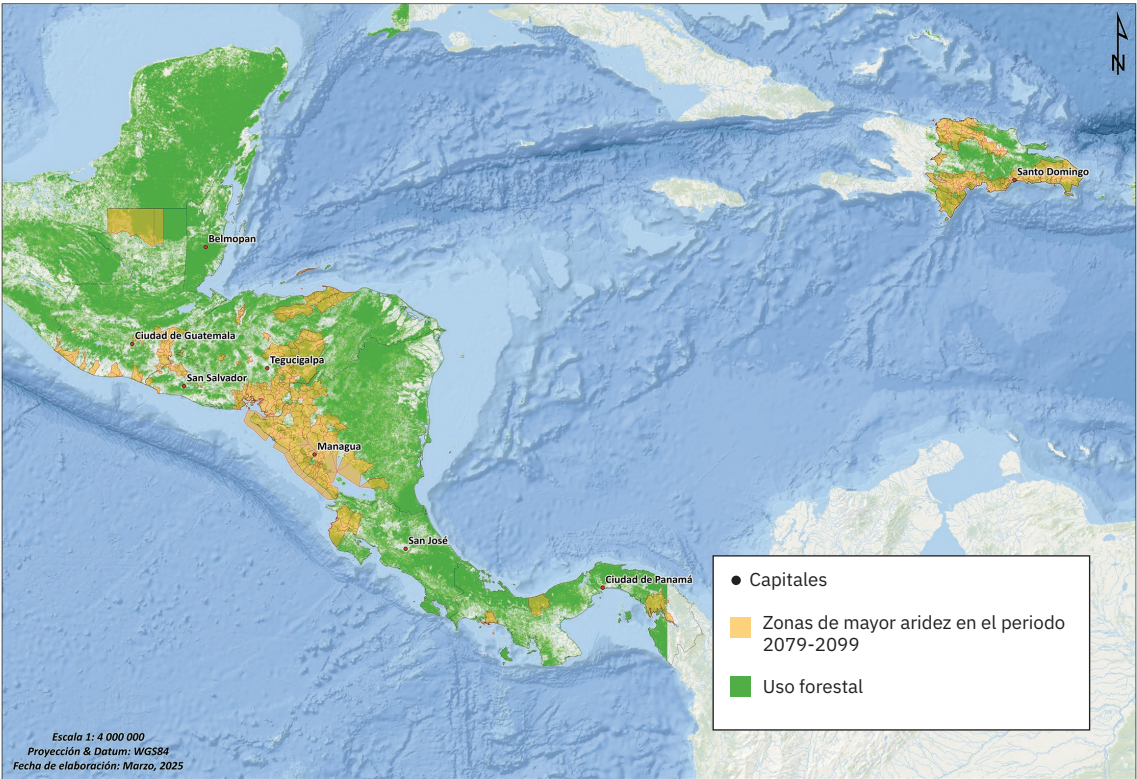 N
Santo Domingo
Belmopan
Ciudad de Guatemala
Tegucigalpa
San Salvador
Managua
San José
Ciudad de Panamá
Capitales
Zonas de mayor aridez en el periodo
2079-2099
Uso forestal
Escala 1: 4 000 000
Proyección & Datum: WGS84
Fecha de elaboración: Marzo, 2025